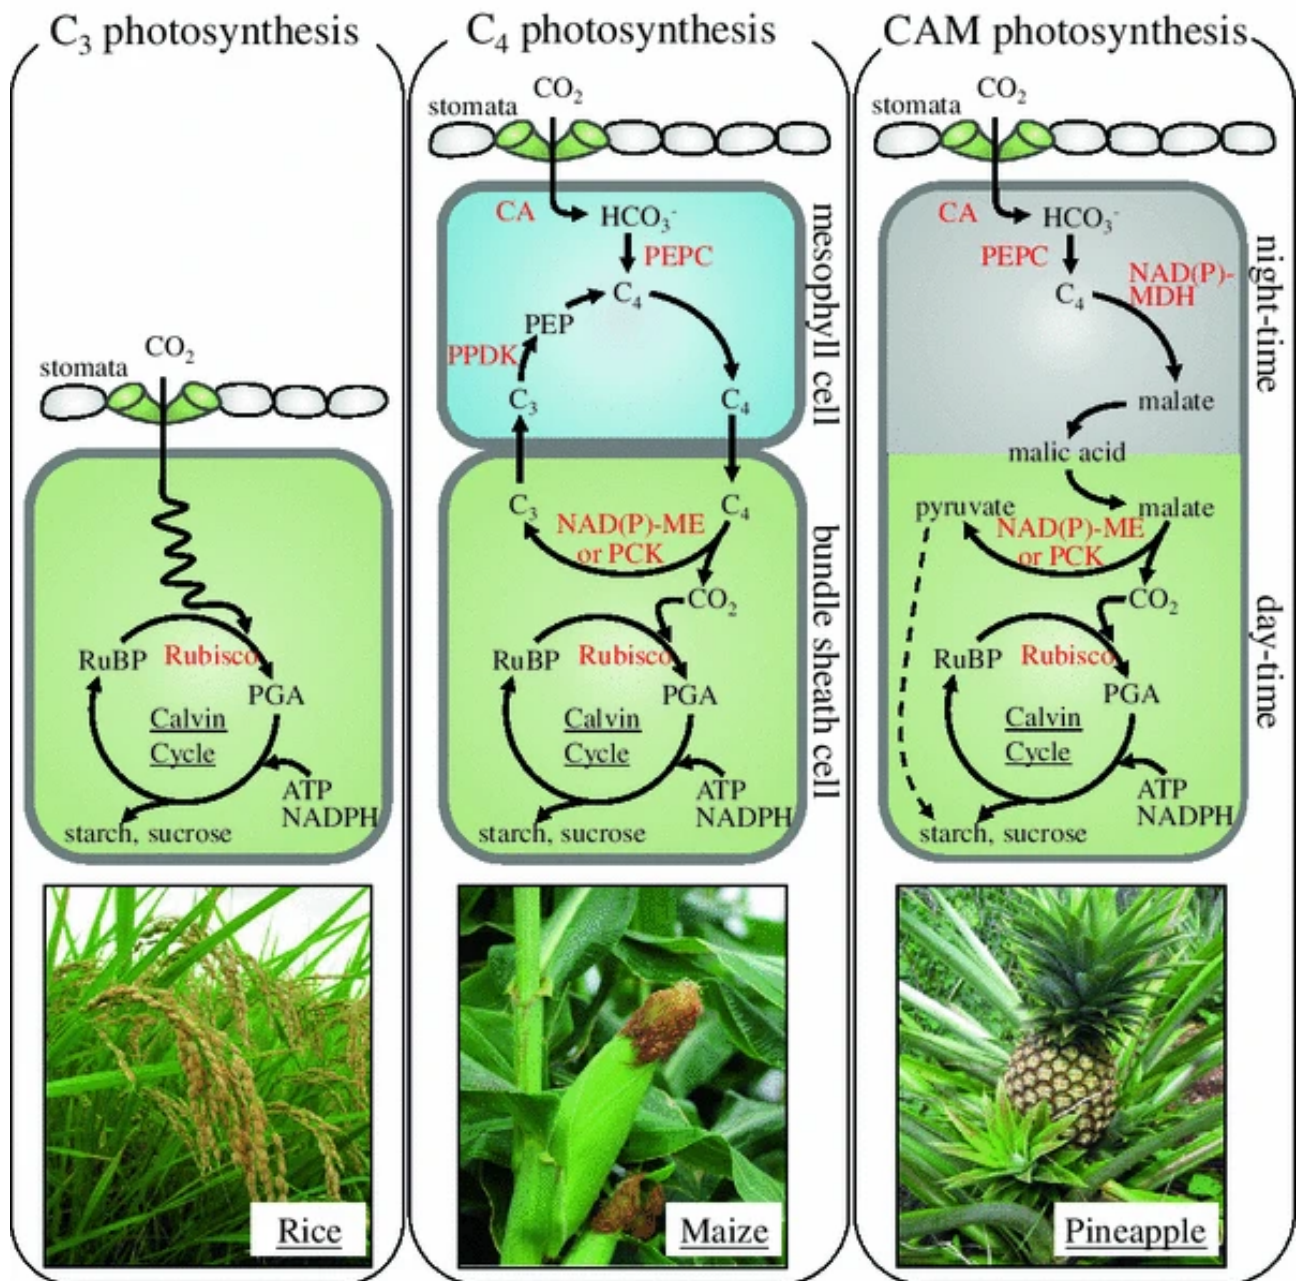 C₃ photosynthesis
CO₂
stomata
RuBP
Rubisco
PGA
Calvin
Cycle
ATP
NADPH
starch, sucrose
Rice
C₄ photosynthesis
CO₂
stomata
CA
HCO₃⁻
PEPC
C₄
PEP
PPDK
C₃
C₄
mesophyll cell
C₃
C₄
NAD(P)-ME
or PCK
CO₂
RuBP
Rubisco
PGA
Calvin
Cycle
ATP
NADPH
starch, sucrose
bundle sheath cell
Maize
CAM photosynthesis
CO₂
stomata
CA
HCO₃⁻
PEPC
NAD(P)-
MDH
C₄
malate
malic acid
night-time
pyruvate
malate
NAD(P)-ME
or PCK
CO₂
RuBP
Rubisco
PGA
Calvin
Cycle
ATP
NADPH
starch, sucrose
day-time
Pineapple